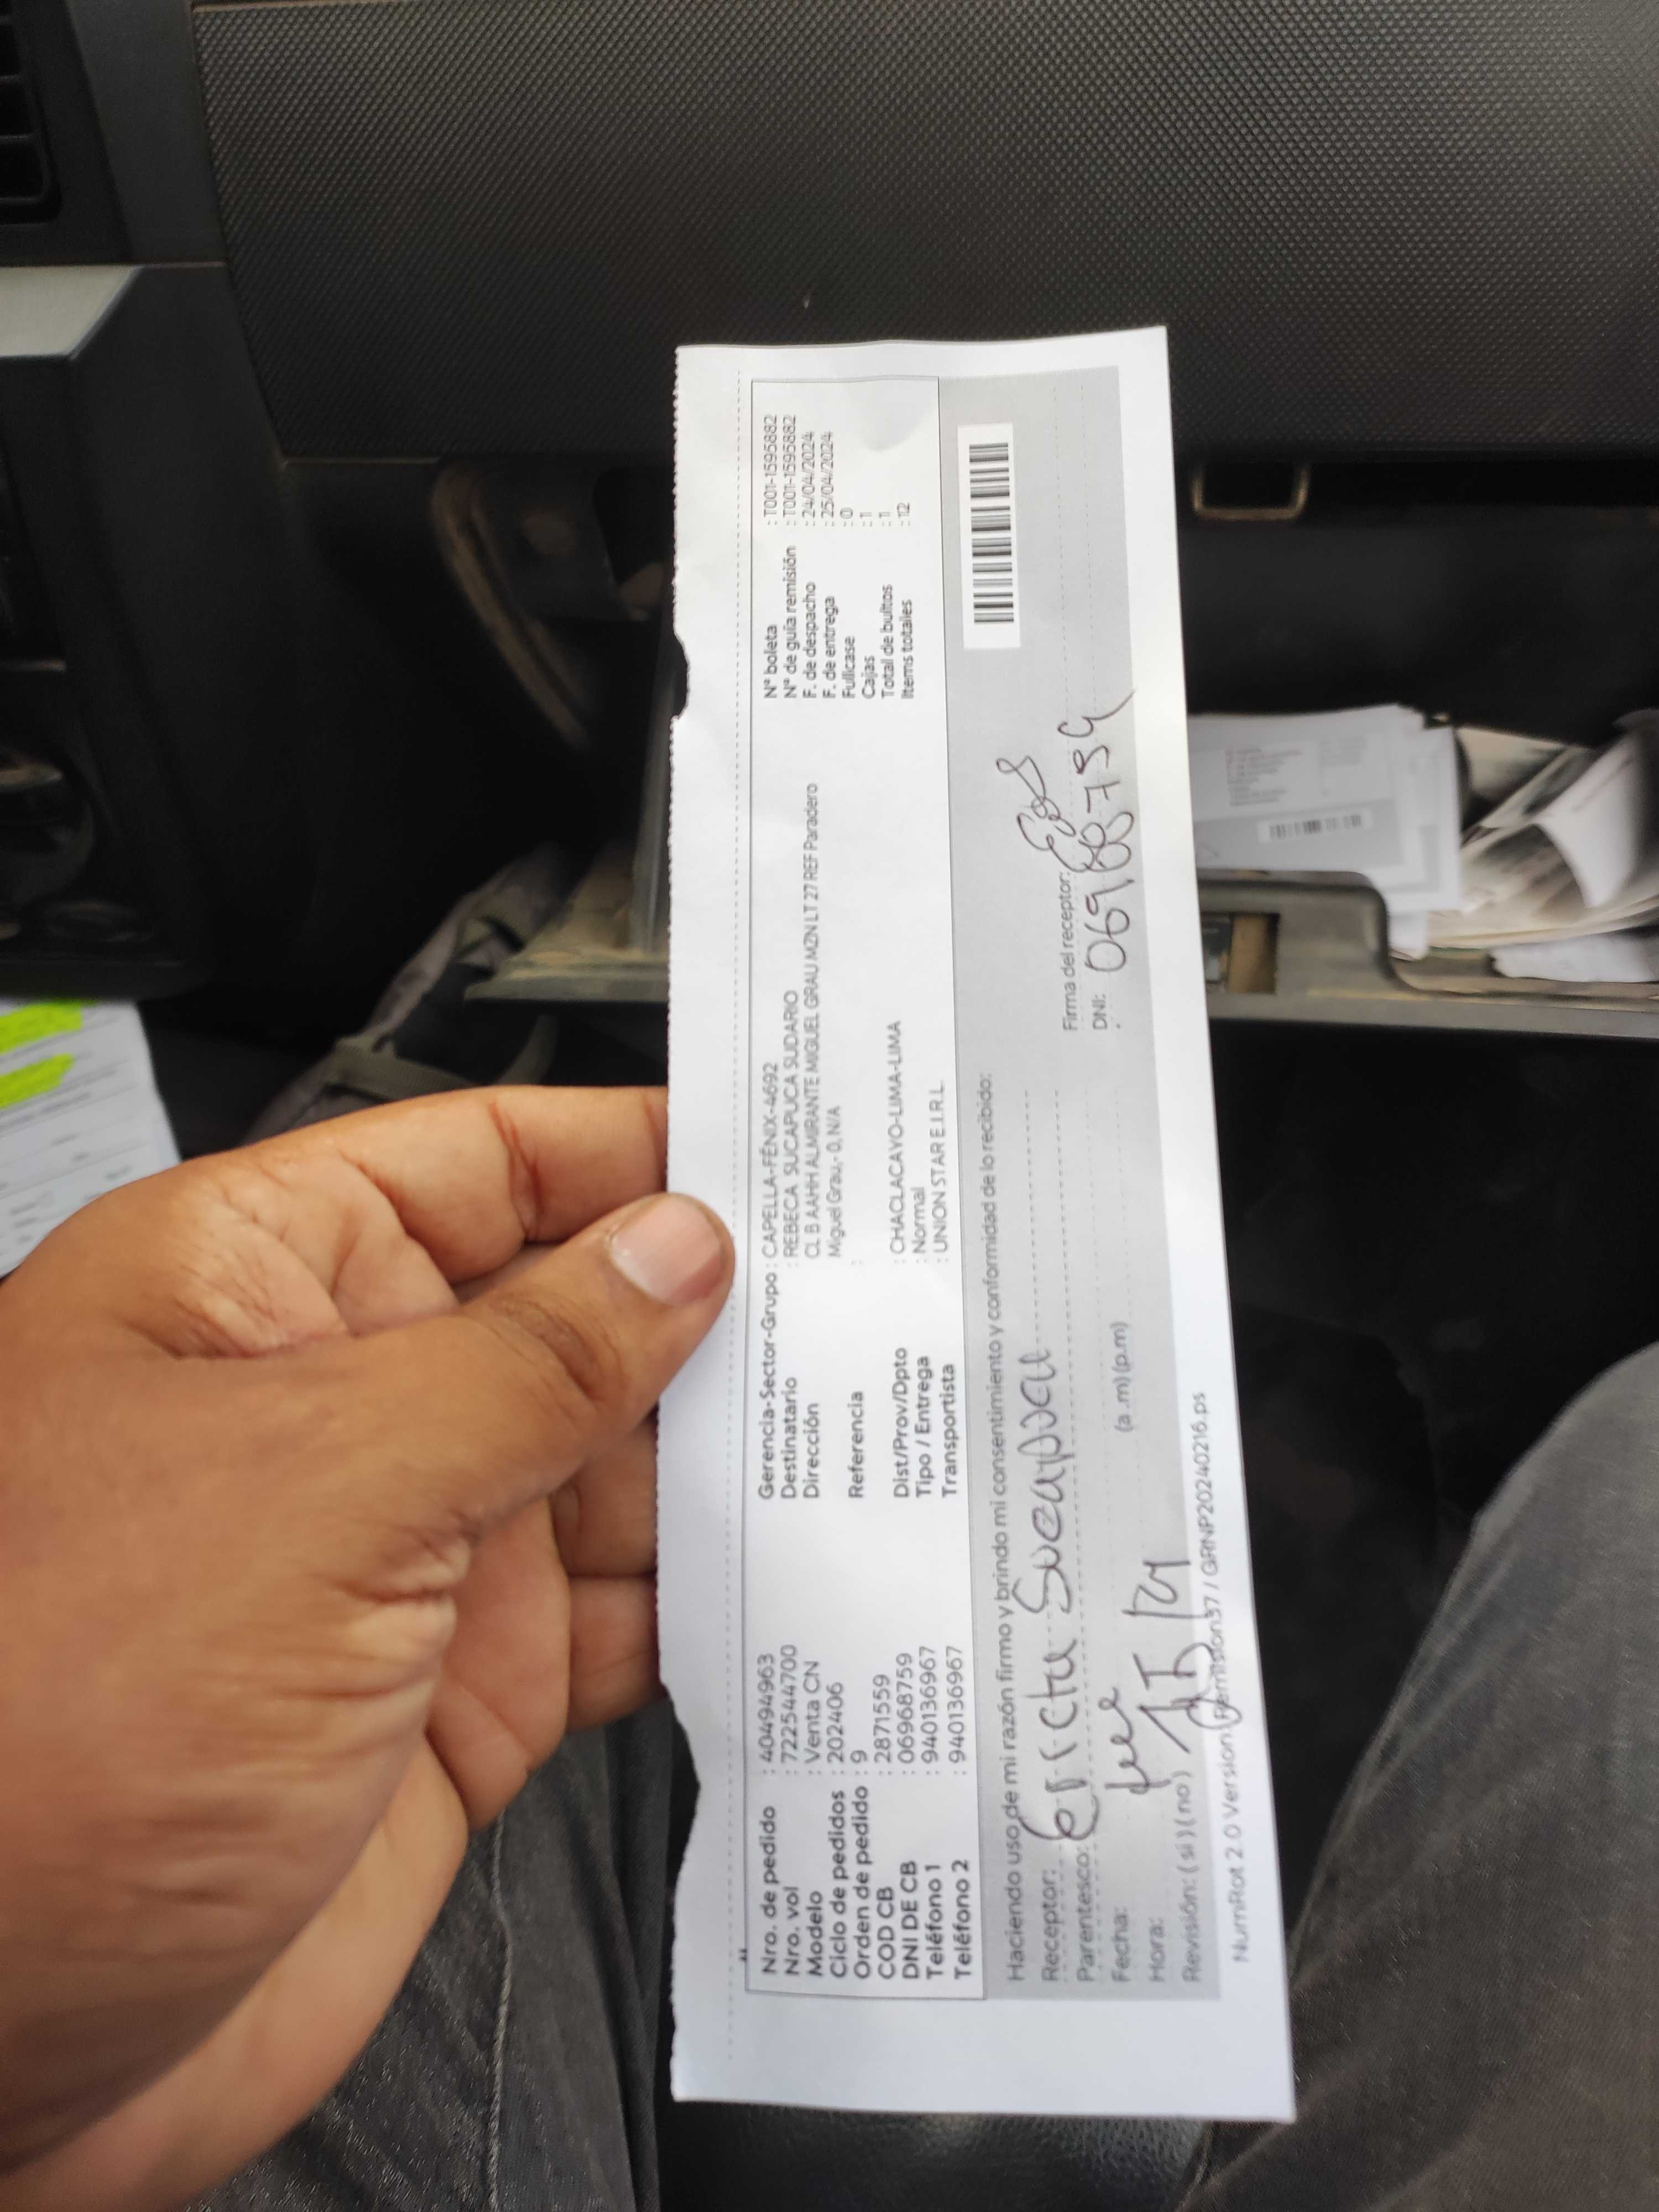 Nro. de pedido : 40494963
Nro. vol : 722544700
Modelo : Venta CN
Ciclo de pedidos : 202406
Orden de pedido : 9
COD CB : 2871559
DNI DE CB : 06968759
Teléfono 1 : 940136967
Teléfono 2 : 940136967
Gerencia-Sector-Grupo : CAPELLA-FÉNIX-4692
Destinatario : REBECA SUCAPUCA SUDARIO
Dirección CL B AAHH ALMIRANTE MIGUEL GRAU MZN LT 27 REF Paradero
Miguel Grau,- 0, N/A
Referencia :
Dist/Prov/Dpto : CHACLACAYO-LIMA-LIMA
Tipo / Entrega : Normal
Transportista : UNION STAR E.I.R.L.
Nª boleta : T001-1595882
Nª de guia remisión : T001-1595882
F. de despacho : 24/04/2024
F. de entrega : 25/04/2024
Fullcase : 0
Cajas : 1
Total de bultos : 1
Items totales : 12
Haciendo uso de mi razón firmo y brindo mi consentimiento y conformidad de lo recibido:
Receptor:
Parentesco:
Fecha:
Hora: (a .m) (p.m)
Revisión: ( si ) ( no )
Firma del receptor:
DNI:
NumRot 2.0 Version Remision37 / GRNP20240216.ps